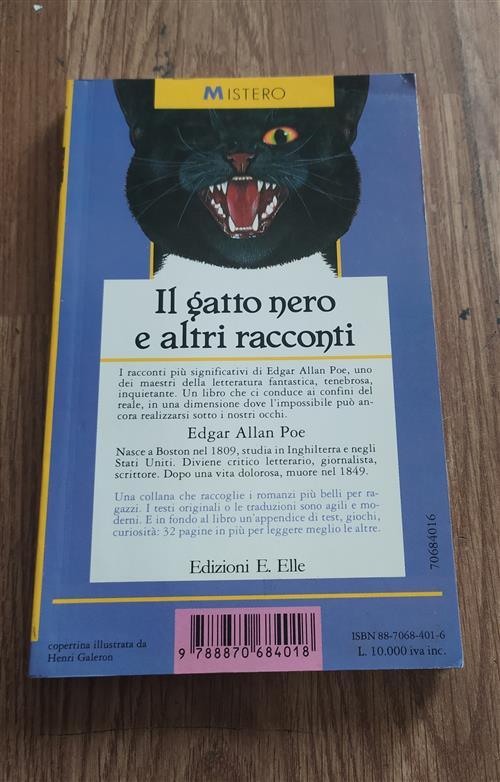 MISTERO
Il gatto nero
e altri racconti
I racconti più significativi di Edgar Allan Poe, uno
dei maestri della letteratura fantastica, tenebrosa,
inquietante. Un libro che ci conduce ai confini del
reale, in una dimensione dove l'impossibile può an-
cora realizzarsi sotto i nostri occhi.
Edgar Allan Poe
Nasce a Boston nel 1809, studia in Inghilterra e negli
Stati Uniti. Diviene critico letterario, giornalista,
scrittore. Dopo una vita dolorosa, muore nel 1849.
Una collana che raccoglie i romanzi più belli per ra-
gazzi. I testi originali o le traduzioni sono agili e mo-
derni. E in fondo al libro un'appendice di test, giochi,
curiosità: 32 pagine in più per leggere meglio le altre.
Edizioni E. Elle
70684016
copertina illustrata da
Henri Galeron
9 788870 684018
ISBN 88-7068-401-6
L. 10.000 iva inc.